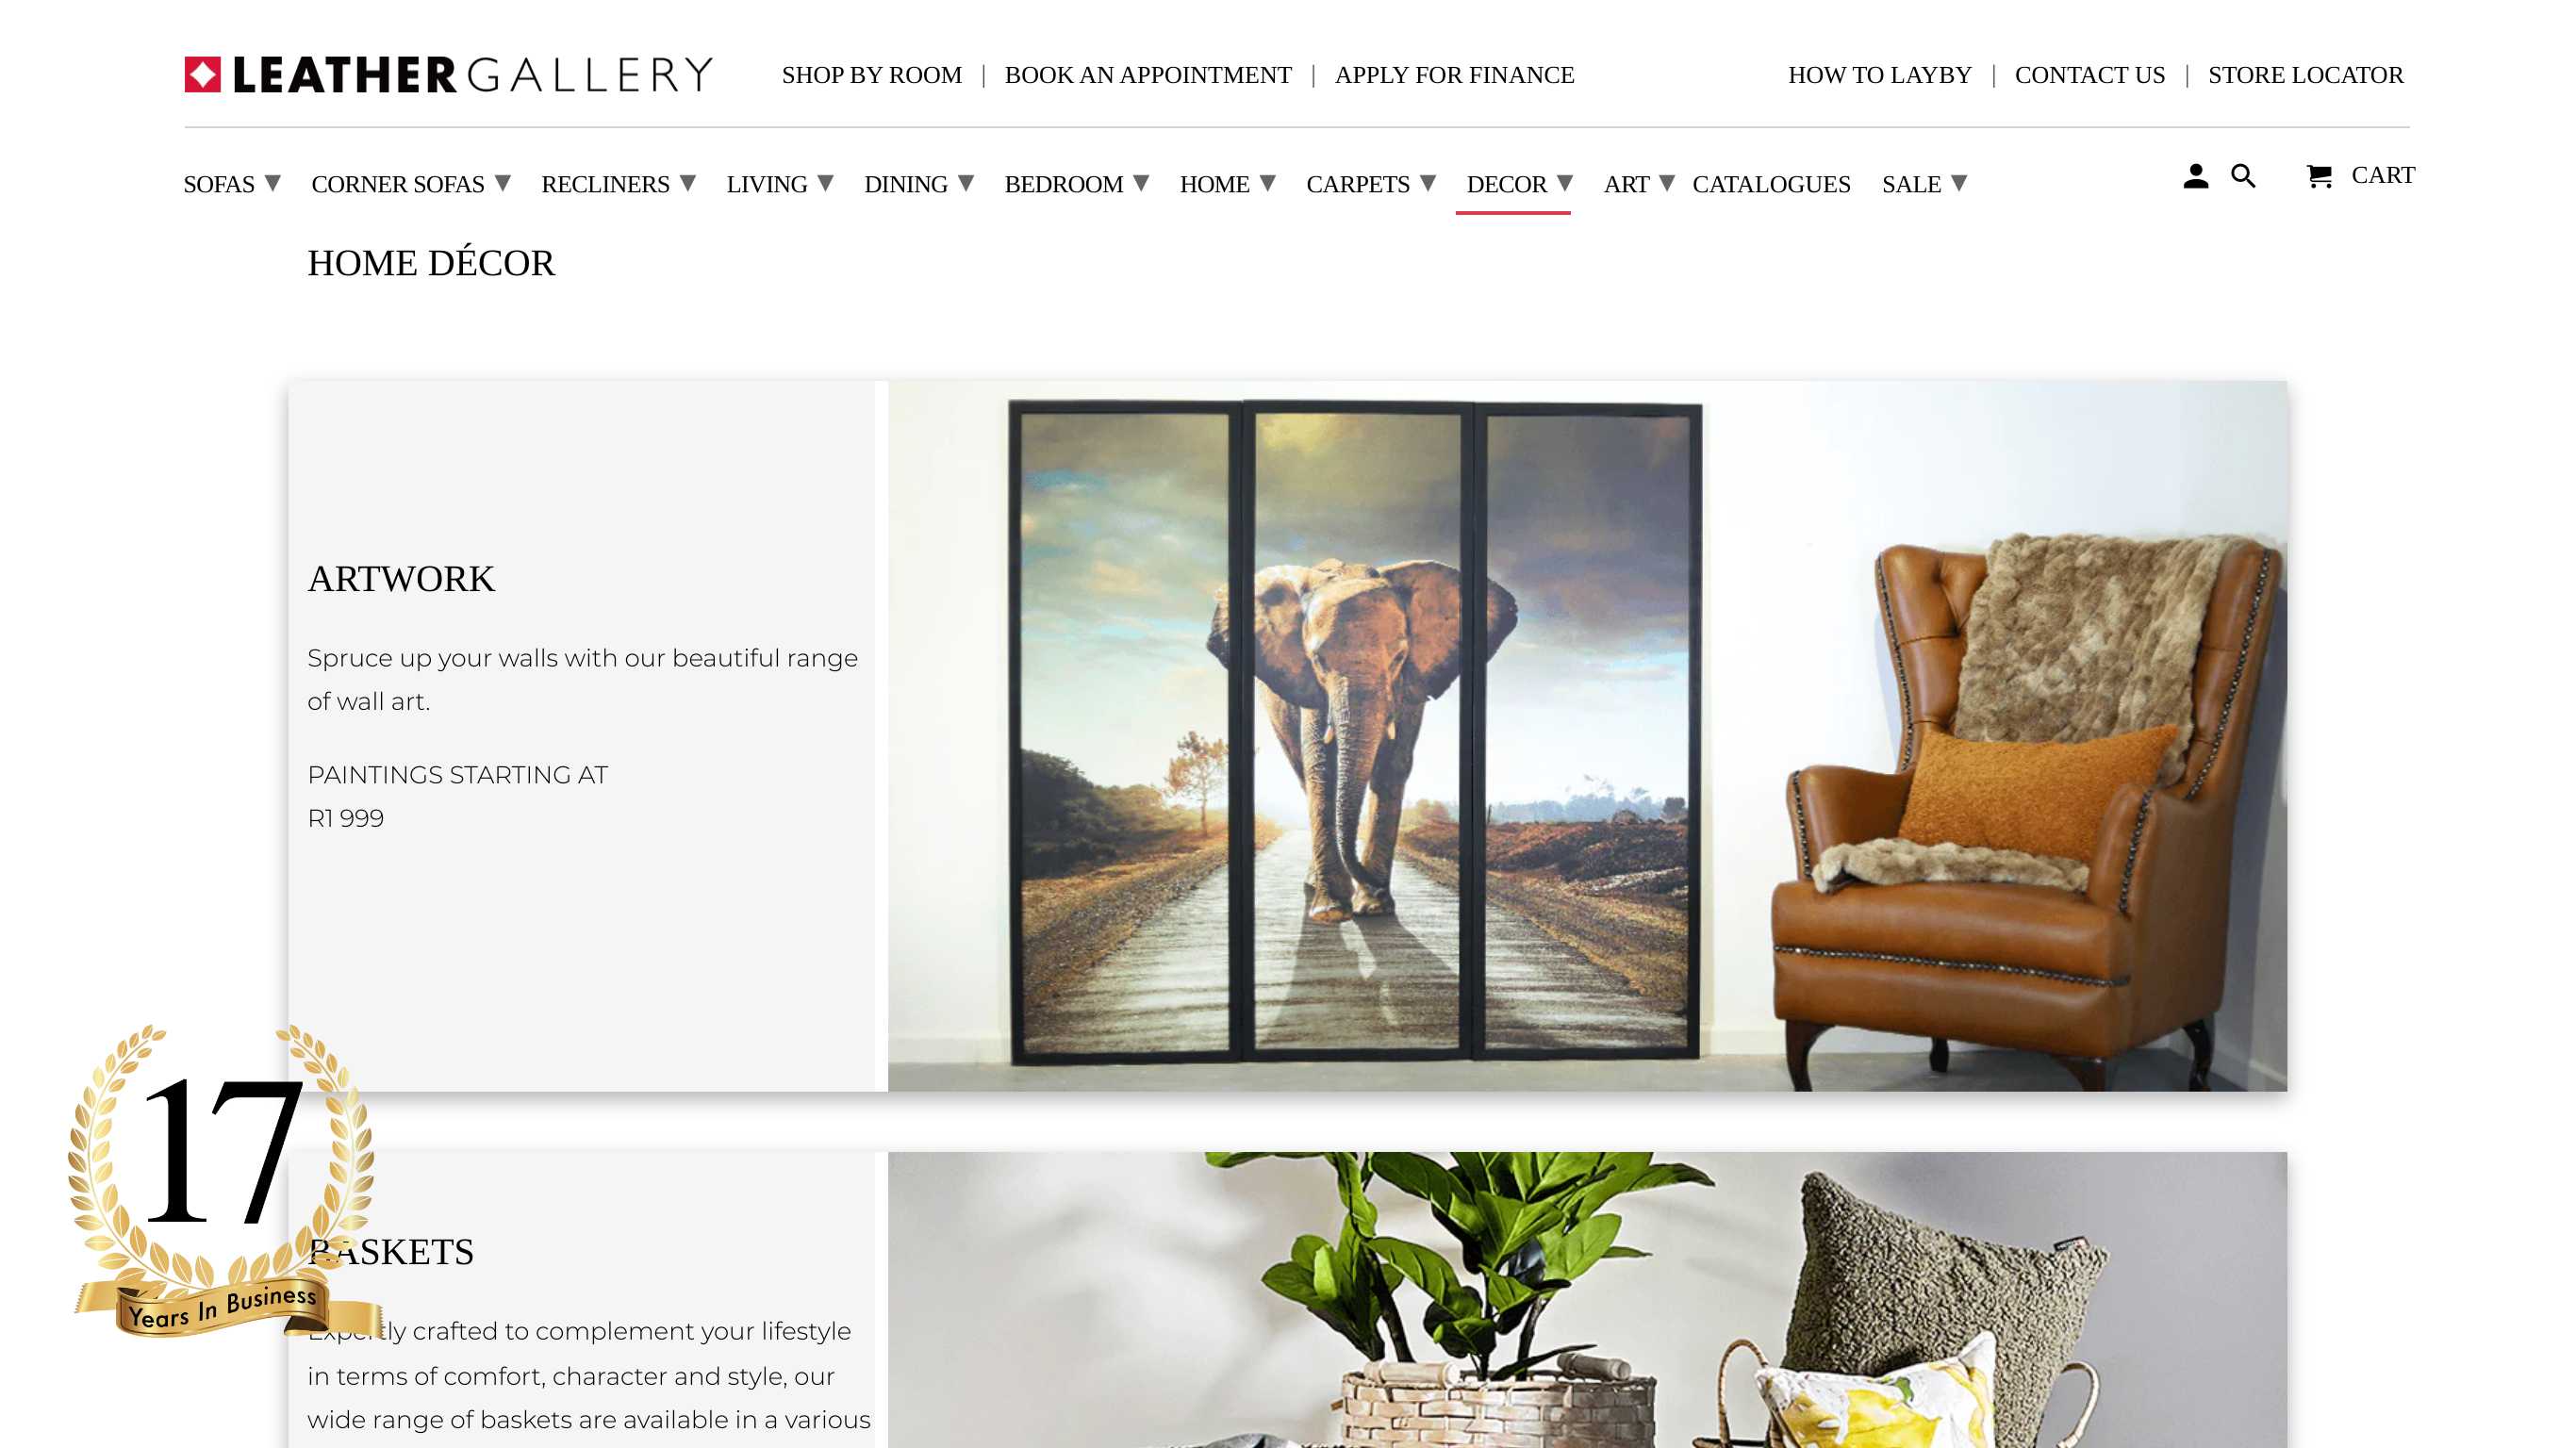 LEATHER GALLERY
SHOP BY ROOM | BOOK AN APPOINTMENT | APPLY FOR FINANCE
HOW TO LAYBY | CONTACT US | STORE LOCATOR
SOFAS ▼ CORNER SOFAS ▼ RECLINERS ▼ LIVING ▼ DINING ▼ BEDROOM ▼ HOME ▼ CARPETS ▼ DECOR ▼ ART ▼ CATALOGUES SALE ▼
CART
HOME DÉCOR
ARTWORK
Spruce up your walls with our beautiful range
of wall art.
PAINTINGS STARTING AT
R1 999
17
Years In Business
BASKETS
Expertly crafted to complement your lifestyle
in terms of comfort, character and style, our
wide range of baskets are available in a various